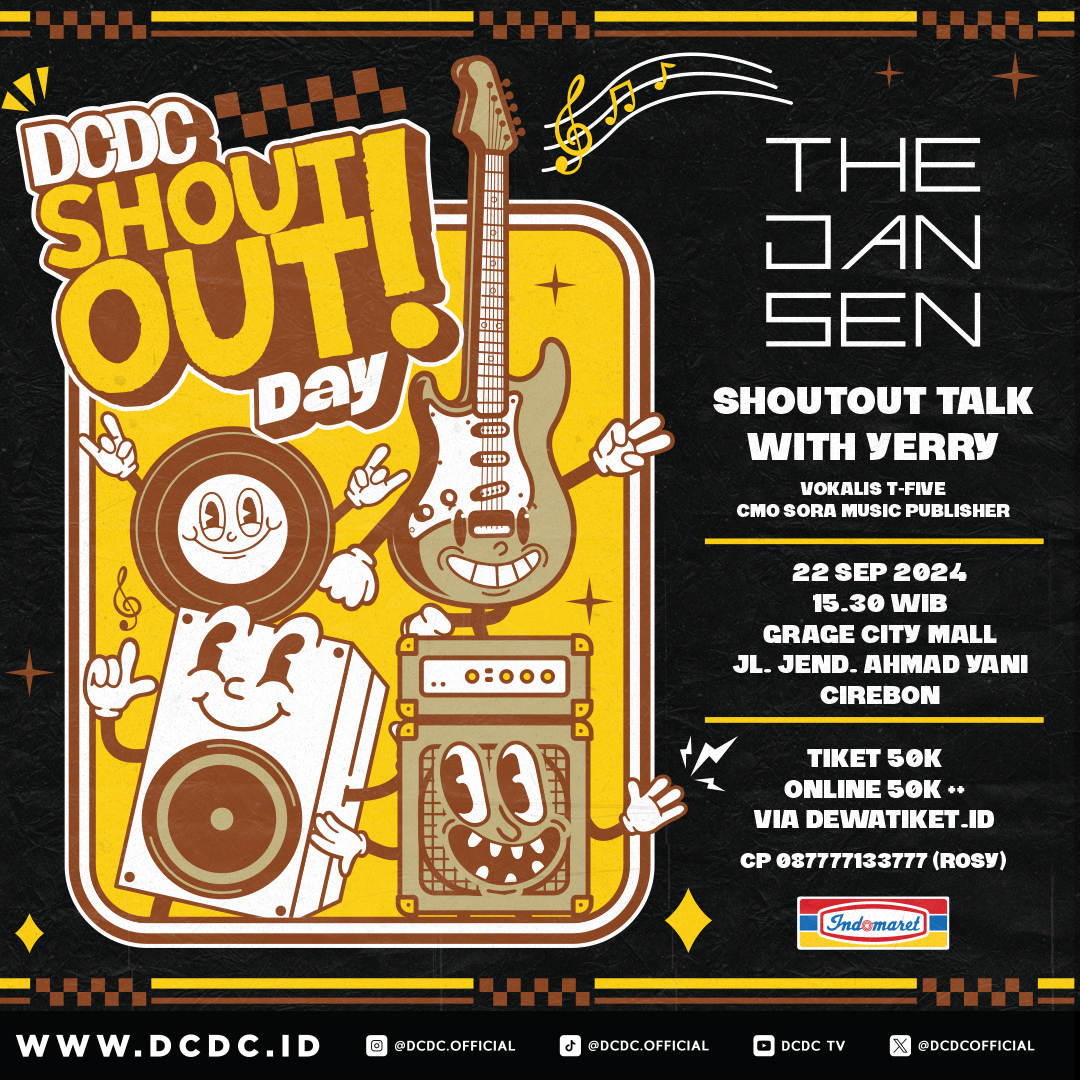 DCDC
SHOUT
OUT!
Day
THE
JAN
SEN
SHOUTOUT TALK
WITH YERRY
VOKALIS T-FIVE
CMO SORA MUSIC PUBLISHER
22 SEP 2024
15.30 WIB
GRAGE CITY MALL
JL. JEND. AHMAD YANI
CIREBON
TIKET 50K
ONLINE 50K ++
VIA DEWATIKET.ID
CP 087777133777 (ROSY)
Indomaret
WWW.DCDC.ID
@DCDC.OFFICIAL
@DCDC.OFFICIAL
DCDC TV
@DCDCOFFICIAL